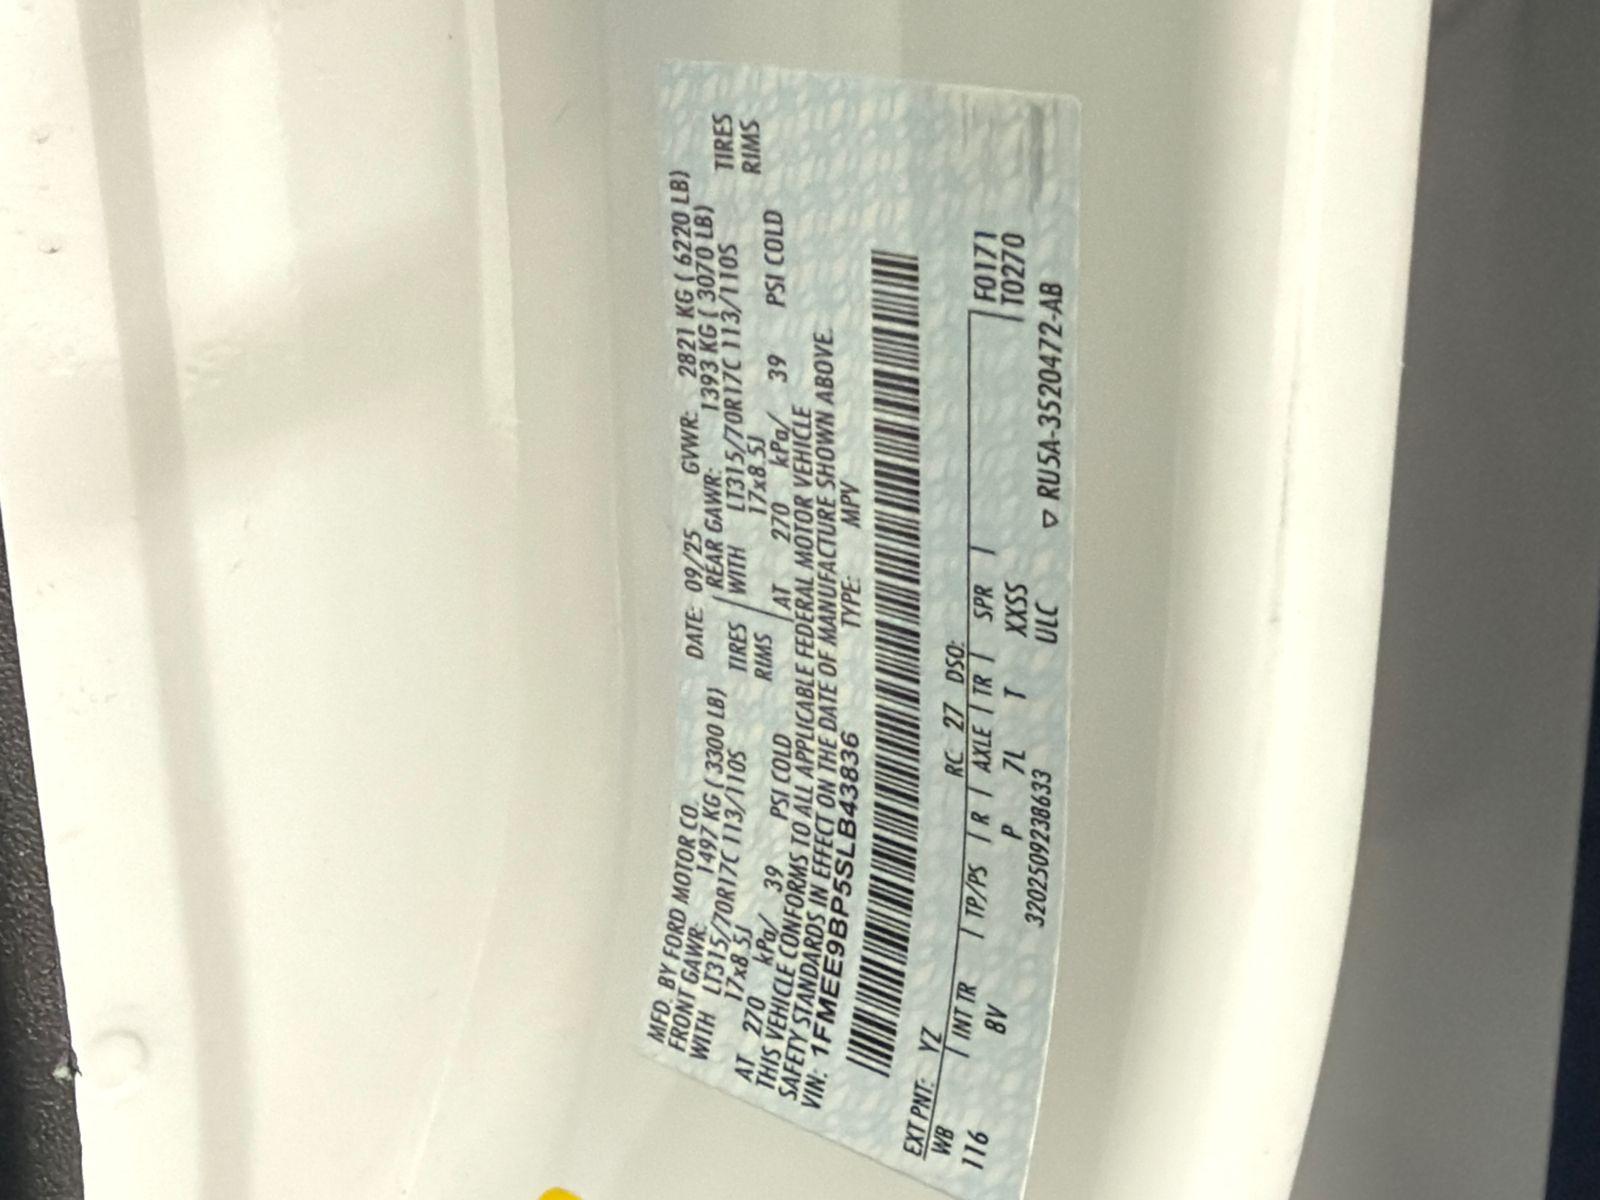 MFD. BY FORD MOTOR CO. DATE: 09/25 GVWR: 2821 KG ( 6220 LB)
FRONT GAWR: 1497 KG ( 3300 LB) REAR GAWR: 1393 KG ( 3070 LB)
WITH LT315/70R17C 113/110S TIRES WITH LT315/70R17C 113/110S TIRES
17x8.5J RIMS 17x8.5J RIMS
AT 270 kPa/ 39 PSI COLD AT 270 kPa/ 39 PSI COLD
THIS VEHICLE CONFORMS TO ALL APPLICABLE FEDERAL MOTOR VEHICLE
SAFETY STANDARDS IN EFFECT ON THE DATE OF MANUFACTURE SHOWN ABOVE.
VIN: 1FMEE9BP5SLB43836 TYPE: MPV
EXT PNT: YZ RC 27 DSO:
WB INT TR TP/PS R AXLE TR SPR F0171
116 8V P 7L T XXSS T0270
320250923863​3 ULC ▽ RU5A-3520472-AB